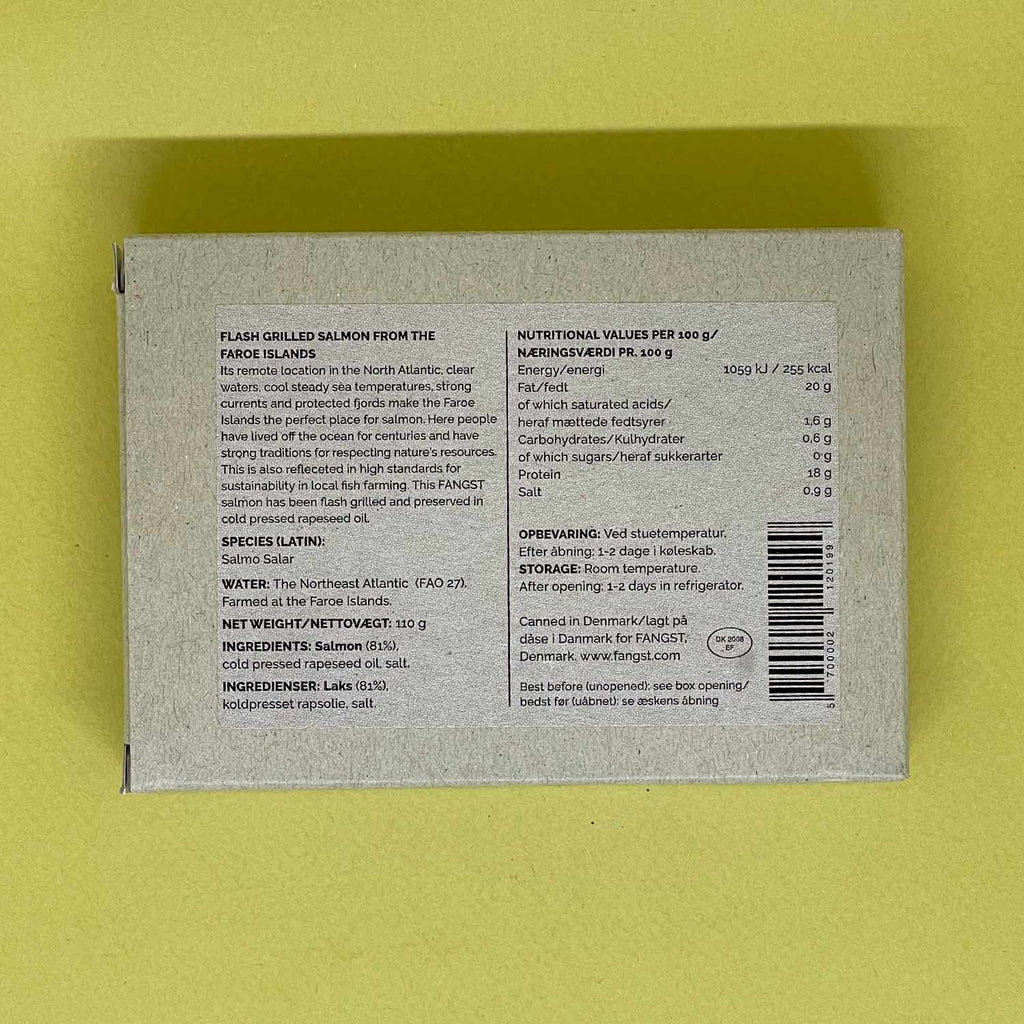 FLASH GRILLED SALMON FROM THE
FAROE ISLANDS
Its remote location in the North Atlantic, clear
waters, cool steady sea temperatures, strong
currents and protected fjords make the Faroe
Islands the perfect place for salmon. Here people
have lived off the ocean for centuries and have
strong traditions for respecting nature's resources.
This is also refleceted in high standards for
sustainability in local fish farming. This FANGST
salmon has been flash grilled and preserved in
cold pressed rapeseed oil.
SPECIES (LATIN):
Salmo Salar
WATER: The Northeast Atlantic (FAO 27).
Farmed at the Faroe Islands.
NET WEIGHT/NETTOVÆGT: 110 g
INGREDIENTS: Salmon (81%),
cold pressed rapeseed oil, salt.
INGREDIENSER: Laks (81%),
koldpresset rapsolie, salt.
NUTRITIONAL VALUES PER 100 g/
NÆRINGSVÆRDI PR. 100 g
Energy/energi 1059 kJ / 255 kcal
Fat/fedt 20 g
of which saturated acids/
heraf mættede fedtsyrer 1,6 g
Carbohydrates/Kulhydrater 0,6 g
of which sugars/heraf sukkerarter 0 g
Protein 18 g
Salt 0,9 g
OPBEVARING: Ved stuetemperatur.
Efter åbning: 1-2 dage i køleskab.
STORAGE: Room temperature.
After opening: 1-2 days in refrigerator.
Canned in Denmark/lagt på
dåse i Danmark for FANGST,
Denmark. www.fangst.com
DK 2008
EF
Best before (unopened): see box opening/
bedst før (uåbnet): se æskens åbning
5 700002 120199